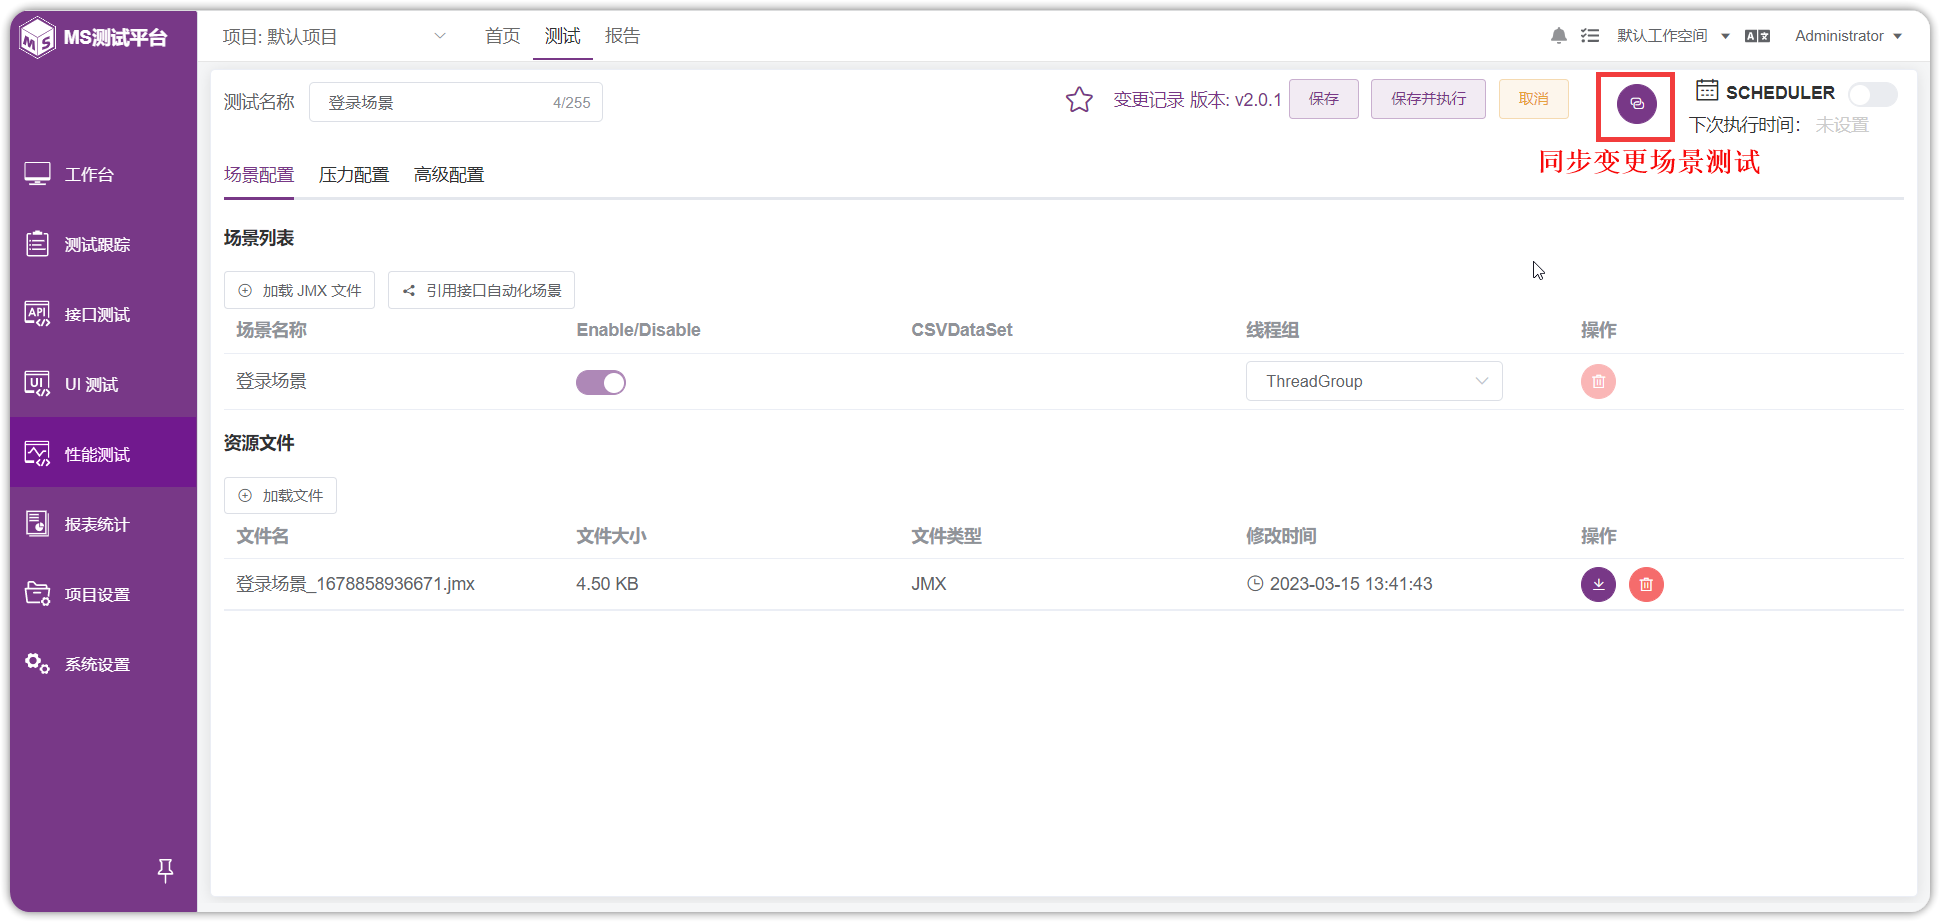 MS测试平台
项目: 默认项目
首页
测试
报告
默认工作空间
Administrator
工作台
测试跟踪
API
接口测试
UI
UI 测试
性能测试
报表统计
项目设置
系统设置
测试名称
登录场景
4/255
变更记录 版本: v2.0.1
保存
保存并执行
取消
SCHEDULER
下次执行时间:
未设置
同步变更场景测试
场景配置
压力配置
高级配置
场景列表
加载 JMX 文件
引用接口自动化场景
场景名称
Enable/Disable
CSVDataSet
线程组
操作
登录场景
ThreadGroup
资源文件
加载文件
文件名
文件大小
文件类型
修改时间
操作
登录场景_1678858936671.jmx
4.50 KB
JMX
2023-03-15 13:41:43